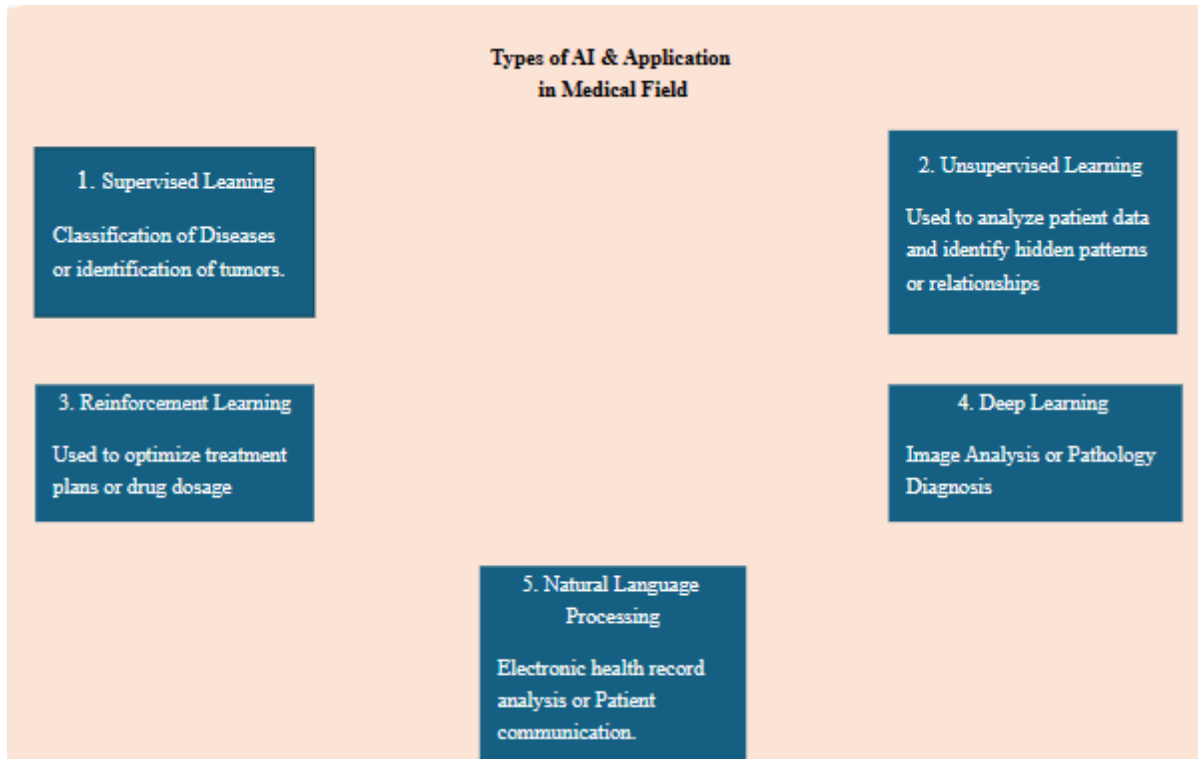 Types of AI & Application
in Medical Field
1. Supervised Leaning
Classification of Diseases
or identification of tumors.
2. Unsupervised Learning
Used to analyze patient data
and identify hidden patterns
or relationships
3. Reinforcement Learning
Used to optimize treatment
plans or drug dosage
4. Deep Learning
Image Analysis or Pathology
Diagnosis
5. Natural Language
Processing
Electronic health record
analysis or Patient
communication.